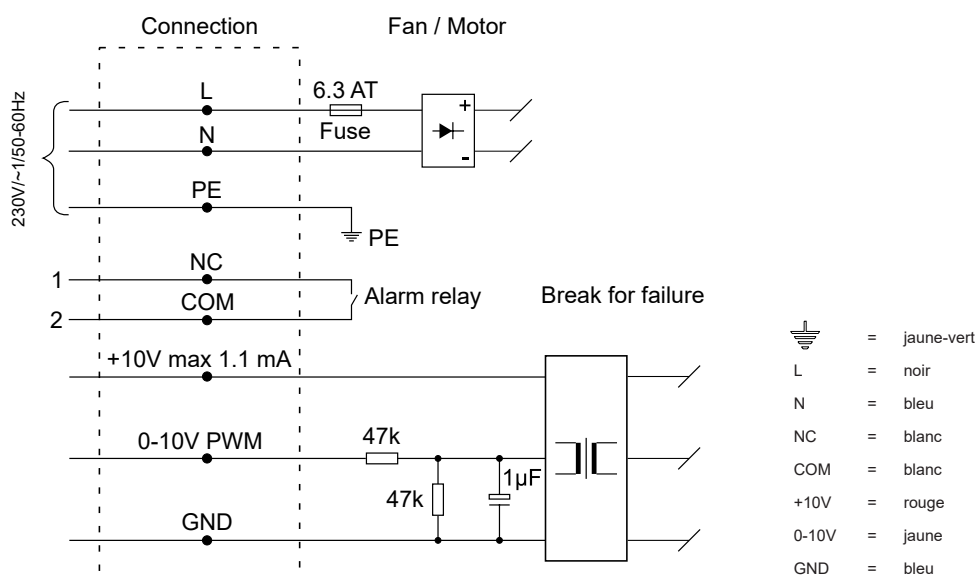 Connection
Fan / Motor
230V/~1/50-60Hz
L
6.3 AT
Fuse
+
-
N
PE
PE
1
NC
2
COM
Alarm relay
Break for failure
+10V max 1.1 mA
0-10V PWM
47k
47k
1µF
GND
= jaune-vert
L = noir
N = bleu
NC = blanc
COM = blanc
+10V = rouge
0-10V = jaune
GND = bleu